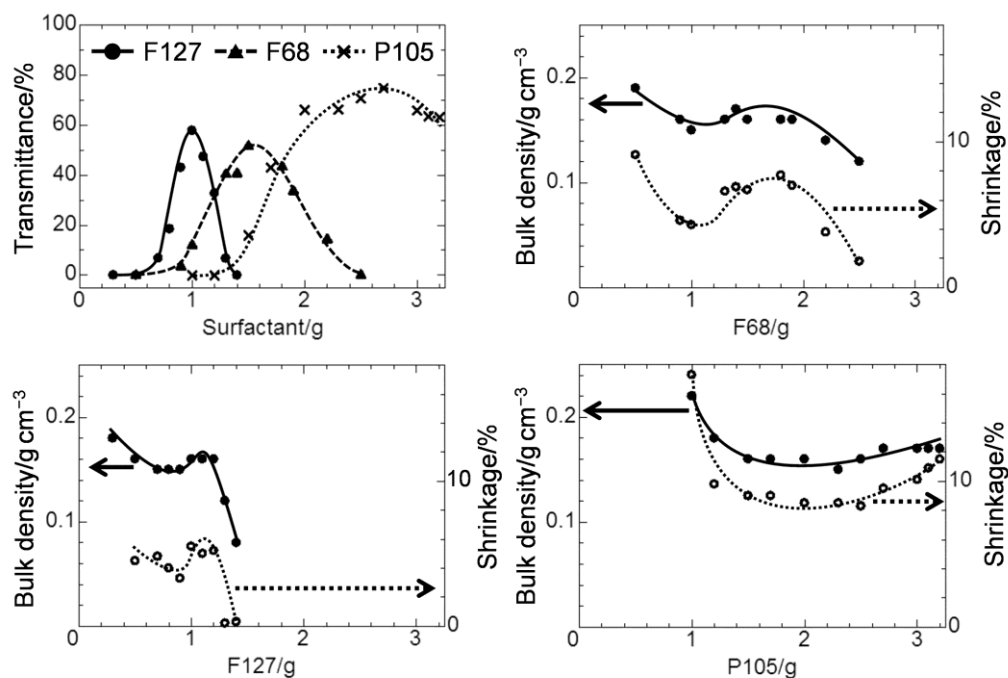 100
80
60
40
20
0
Transmittance/%
F127 F68 P105
0 1 2 3
Surfactant/g
0.2
0.1
Bulk density/g cm⁻³
10
0
Shrinkage/%
0 1 2 3
F68/g
0.2
0.1
Bulk density/g cm⁻³
10
0
Shrinkage/%
0 1 2 3
F127/g
0.2
0.1
Bulk density/g cm⁻³
10
0
Shrinkage/%
0 1 2 3
P105/g